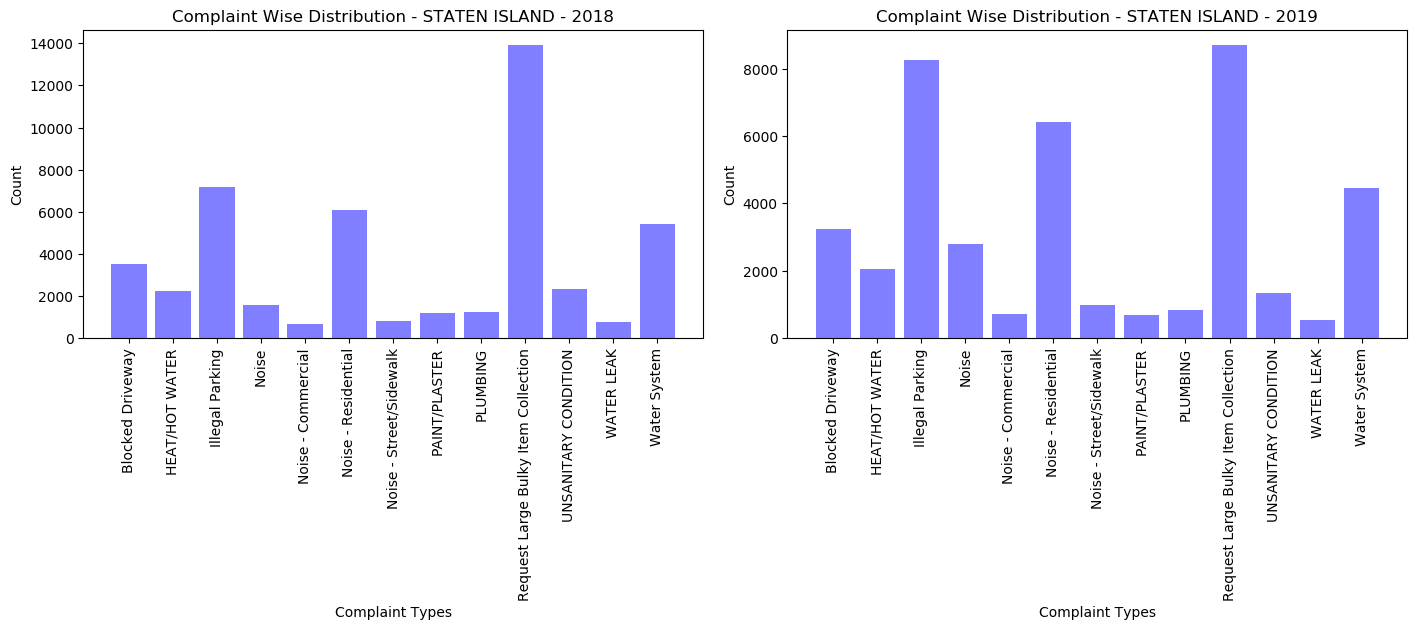 Complaint Wise Distribution - STATEN ISLAND - 2018
Count
14000
12000
10000
8000
6000
4000
2000
0
Blocked Driveway
HEAT/HOT WATER
Illegal Parking
Noise
Noise - Commercial
Noise - Residential
Noise - Street/Sidewalk
PAINT/PLASTER
PLUMBING
Request Large Bulky Item Collection
UNSANITARY CONDITION
WATER LEAK
Water System
Complaint Types
Complaint Wise Distribution - STATEN ISLAND - 2019
Count
8000
6000
4000
2000
0
Blocked Driveway
HEAT/HOT WATER
Illegal Parking
Noise
Noise - Commercial
Noise - Residential
Noise - Street/Sidewalk
PAINT/PLASTER
PLUMBING
Request Large Bulky Item Collection
UNSANITARY CONDITION
WATER LEAK
Water System
Complaint Types